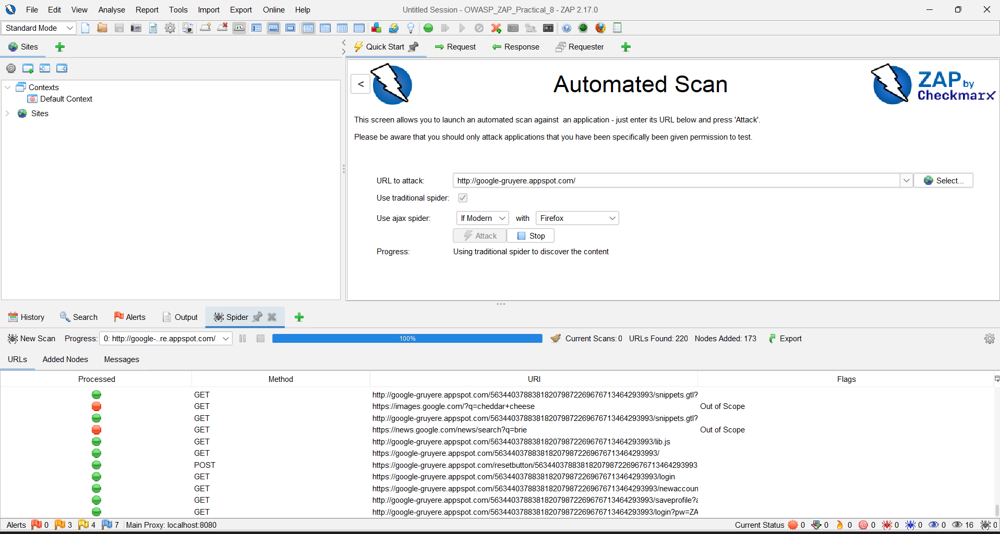 File Edit View Analyse Report Tools Import Export Online Help
Untitled Session - OWASP_ZAP_Practical_8 - ZAP 2.17.0
Standard Mode
Sites
Quick Start Request Response Requester
Contexts
Default Context
Sites
<
Automated Scan
ZAP by
Checkmarx
This screen allows you to launch an automated scan against  an application - just enter its URL below and press 'Attack'.
Please be aware that you should only attack applications that you have been specifically been given permission to test.
URL to attack: http://google-gruyere.appspot.com/ Select...
Use traditional spider:
Use ajax spider: If Modern with Firefox
Attack Stop
Progress: Using traditional spider to discover the content
History Search Alerts Output Spider
New Scan Progress: 0: http://google-..re.appspot.com/ 100% Current Scans: 0 URLs Found: 220 Nodes Added: 173 Export
URLs Added Nodes Messages
Processed Method URI Flags
GET http://google-gruyere.appspot.com/563440378838182079872269676713464293993/snippets.gtl?
GET https://images.google.com/?q=cheddar+cheese Out of Scope
GET http://google-gruyere.appspot.com/563440378838182079872269676713464293993/snippets.gtl?
GET https://news.google.com/news/search?q=brie Out of Scope
GET http://google-gruyere.appspot.com/563440378838182079872269676713464293993/lib.js
GET https://google-gruyere.appspot.com/563440378838182079872269676713464293993/
POST https://google-gruyere.appspot.com/resetbutton/563440378838182079872269676713464293993
GET https://google-gruyere.appspot.com/563440378838182079872269676713464293993/login
GET https://google-gruyere.appspot.com/563440378838182079872269676713464293993/newaccoun
GET http://google-gruyere.appspot.com/563440378838182079872269676713464293993/saveprofile?a
GET http://google-gruyere.appspot.com/563440378838182079872269676713464293993/login?pw=ZA
Alerts 0 3 4 7 Main Proxy: localhost:8080 Current Status 0 0 0 0 0 0 0 16 0